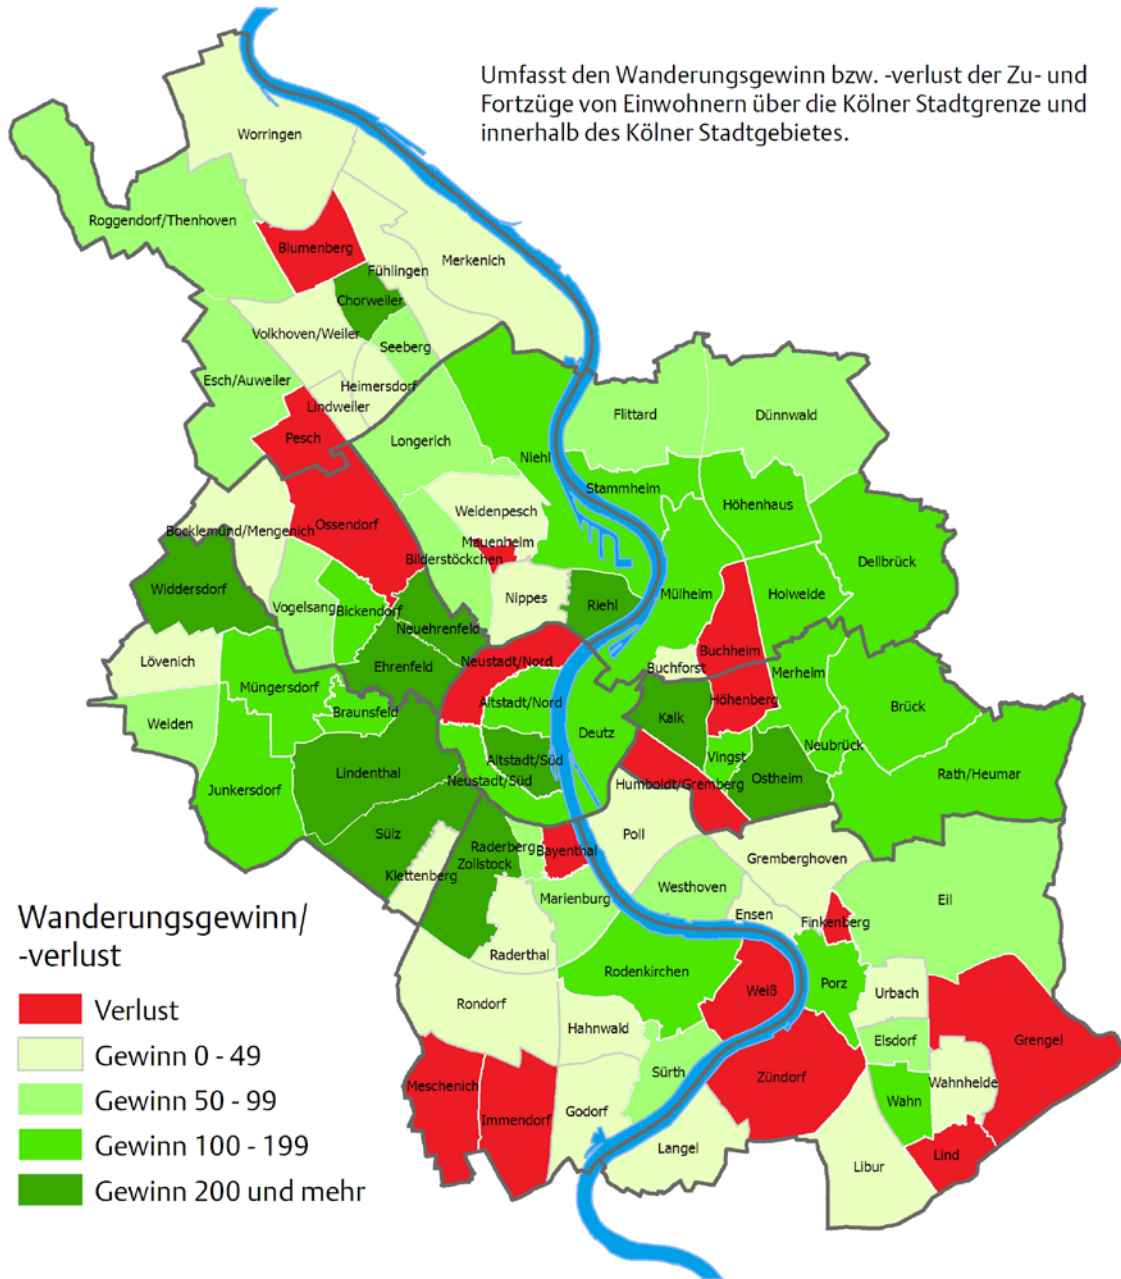 Umfasst den Wanderungsgewinn bzw. -verlust der Zu- und
Fortzüge von Einwohnern über die Kölner Stadtgrenze und
innerhalb des Kölner Stadtgebietes.
Worringen
Roggendorf/Thenhoven
Blumenberg
Merkenich
Fühlingen
Chorweiler
Volkhoven/Weiler
Seeberg
Esch/Auweiler
Heimersdorf
Lindweiler
Pesch
Longerich
Flittard
Dünnwald
Niehl
Stammheim
Höhenhaus
Weidenpesch
Ossendorf
Bocklemünd/Mengenich
Mauenheim
Bilderstöckchen
Dellbrück
Widdersdorf
Nippes
Riehl
Mülheim
Holweide
Vogelsang
Bickendorf
Neuehrenfeld
Buchheim
Lövenich
Ehrenfeld
Neustadt/Nord
Buchforst
Merheim
Müngersdorf
Altstadt/Nord
Höhenberg
Brück
Braunsfeld
Kalk
Weiden
Deutz
Neubrück
Altstadt/Süd
Vingst
Lindenthal
Neustadt/Süd
Ostheim
Rath/Heumar
Junkersdorf
Humboldt/Gremberg
Sülz
Poll
Raderberg
Bayenthal
Zollstock
Gremberghoven
Klettenberg
Westhoven
Marienburg
Eil
Ensen
Finkenberg
Raderthal
Rodenkirchen
Porz
Weiß
Urbach
Rondorf
Hahnwald
Elsdorf
Grengel
Sürth
Zündorf
Meschenich
Wahnheide
Wahn
Godorf
Immendorf
Langel
Lind
Libur
Wanderungsgewinn/
-verlust
Verlust
Gewinn 0 - 49
Gewinn 50 - 99
Gewinn 100 - 199
Gewinn 200 und mehr